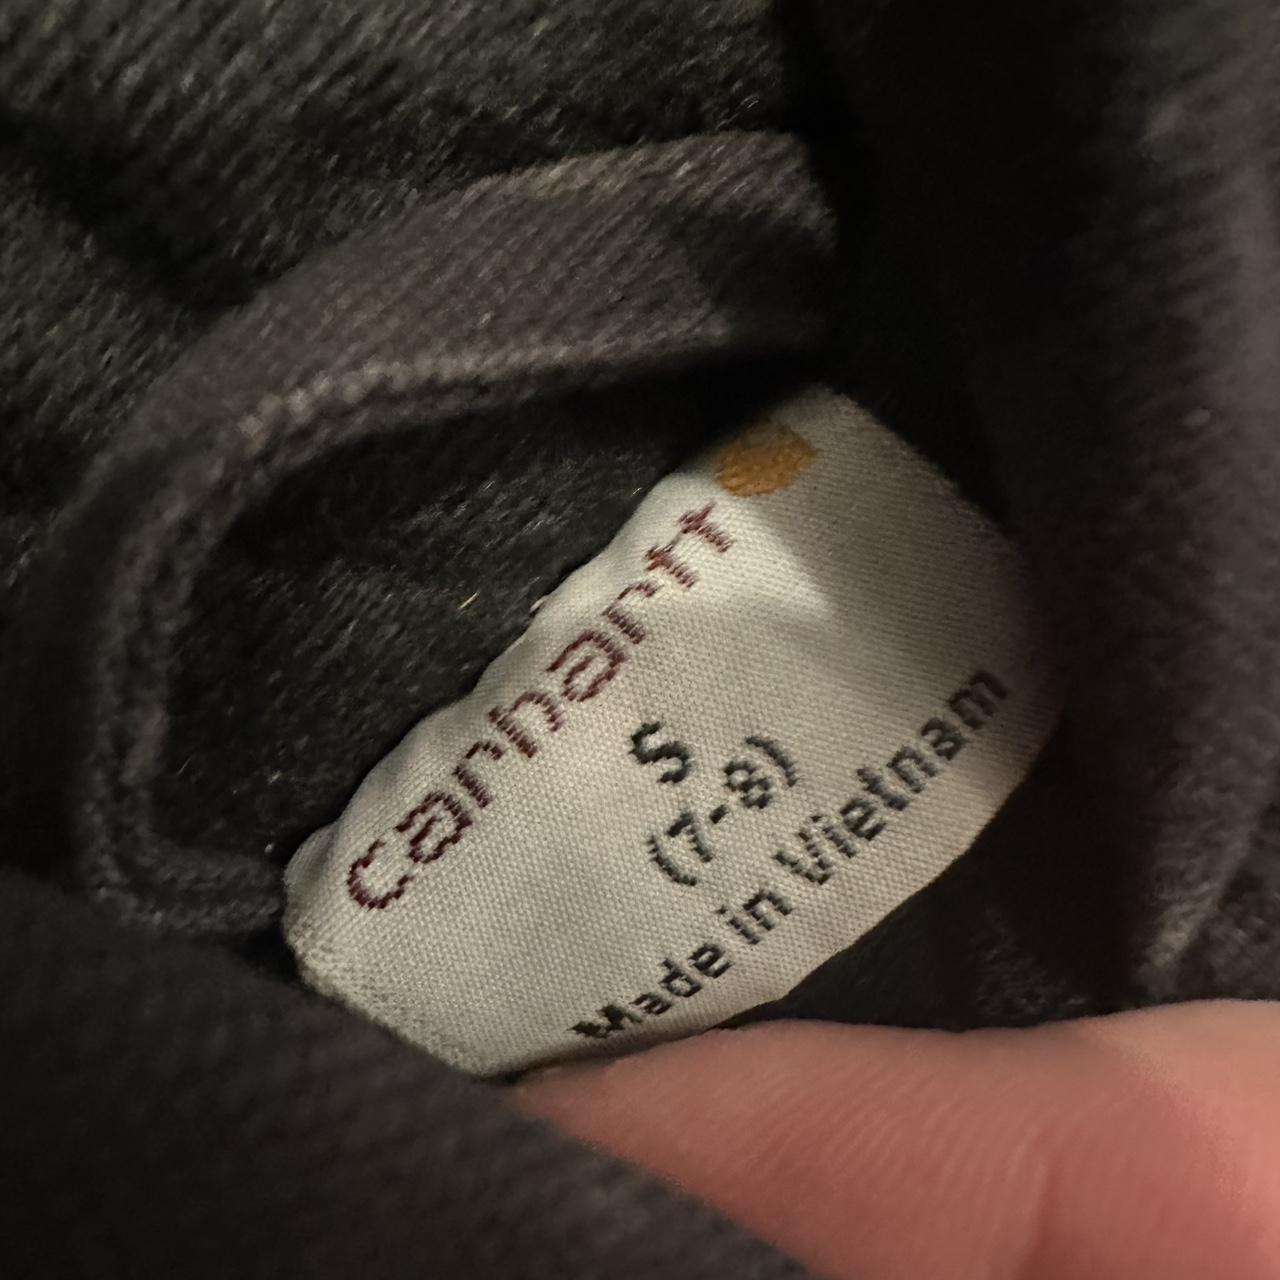 carhartt
S
(7-8)
Made in Vietnam